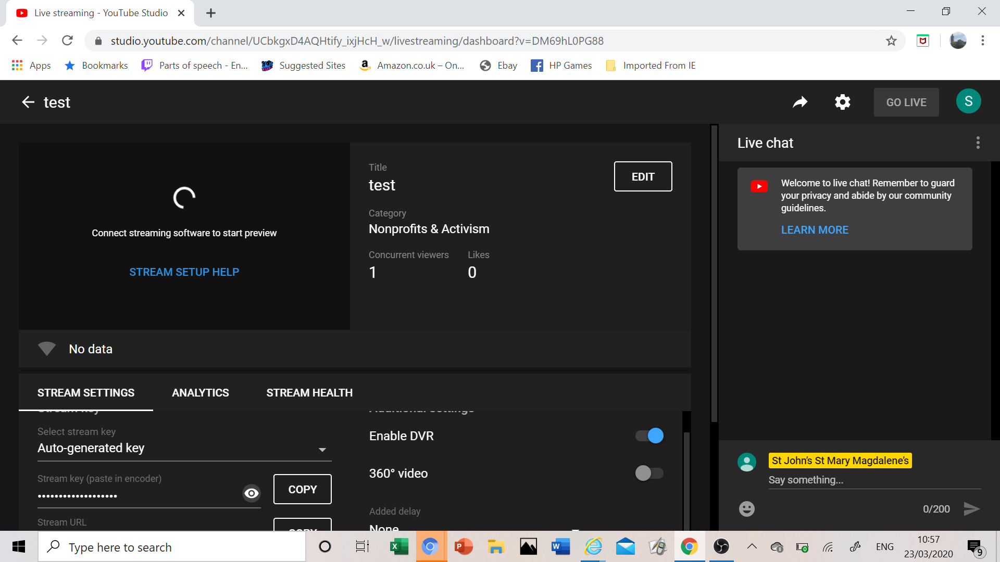 Live streaming - YouTube Studio
studio.youtube.com/channel/UCbkgxD4AQHtify_ixjHcH_w/livestreaming/dashboard?v=DM69hL0PG88
Apps Bookmarks Parts of speech - En... Suggested Sites Amazon.co.uk – On... Ebay HP Games Imported From IE
test
GO LIVE
S
Live chat
Welcome to live chat! Remember to guard
your privacy and abide by our community
guidelines.
LEARN MORE
Connect streaming software to start preview
STREAM SETUP HELP
Title
test
EDIT
Category
Nonprofits & Activism
Concurrent viewers Likes
1 0
No data
STREAM SETTINGS ANALYTICS STREAM HEALTH
Stream key
Additional settings
Select stream key
Auto-generated key
Stream key (paste in encoder)
•••••••••••••••••••
COPY
Stream URL
COPY
Enable DVR
360° video
Added delay
None
St John's St Mary Magdalene's
Say something...
0/200
Type here to search
ENG
10:57
23/03/2020
9